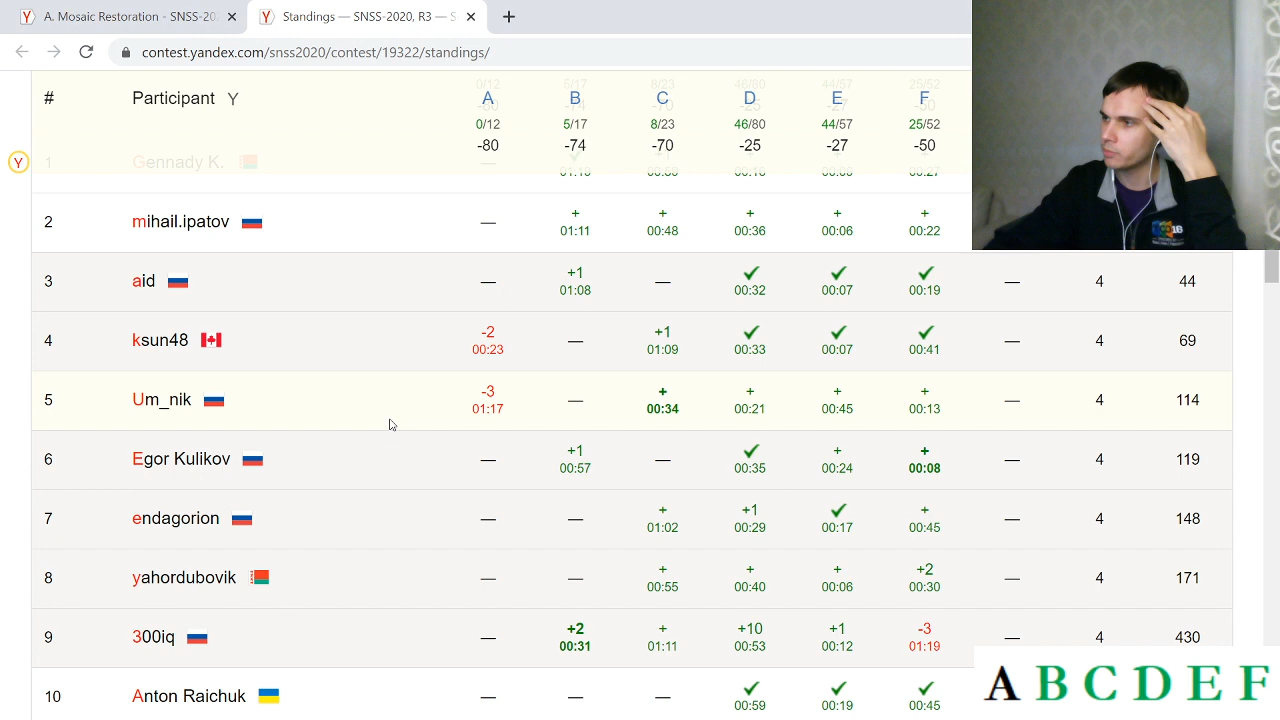 A. Mosaic Restoration - SNSS-20
Standings — SNSS-2020, R3 — S
contest.yandex.com/snss2020/contest/19322/standings/
# Participant Y A B C D E F
0/12 5/17 8/23 46/80 44/57 25/52
-80 -74 -70 -25 -27 -50
Y 1 Gennady K.
2 mihail.ipatov — + + + + +
01:11 00:48 00:36 00:06 00:22
3 aid — +1 — ✓ ✓ ✓ — 4 44
01:08 00:32 00:07 00:19
4 ksun48 -2 — +1 ✓ ✓ ✓ — 4 69
00:23 01:09 00:33 00:07 00:41
5 Um_nik -3 — + + + + — 4 114
01:17 00:34 00:21 00:45 00:13
6 Egor Kulikov — +1 — ✓ + + — 4 119
00:57 00:35 00:24 00:08
7 endagorion — — + +1 ✓ + — 4 148
01:02 00:29 00:17 00:45
8 yahordubovik — — + + + +2 — 4 171
00:55 00:40 00:06 00:30
9 300iq — +2 + +10 +1 -3 — 4 430
00:31 01:11 00:53 00:12 01:19
10 Anton Raichuk — — — ✓ ✓ ✓
00:59 00:19 00:45
16
A B C D E F